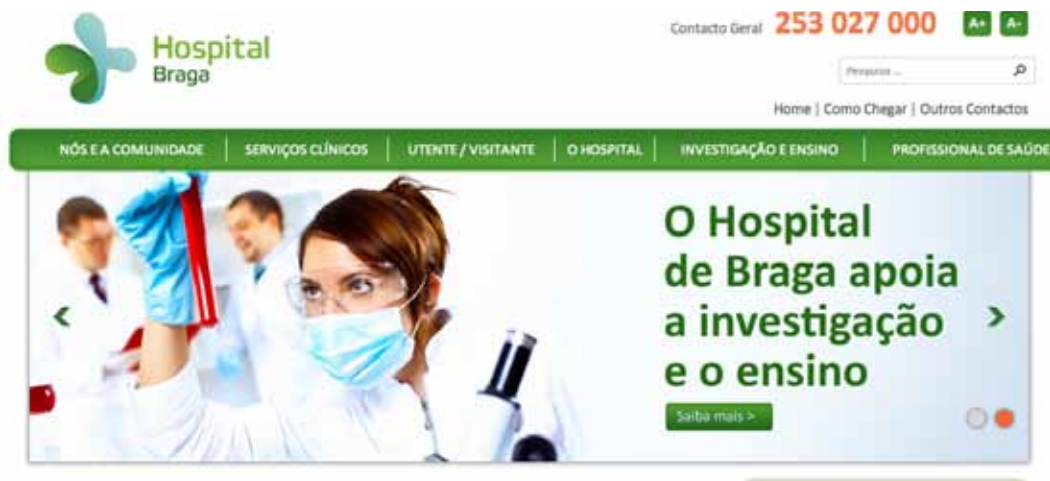 Hospital
Braga
Contacto Geral 253 027 000 A+ A-
Pesquisa ...
Home | Como Chegar | Outros Contactos
NÓS E A COMUNIDADE | SERVIÇOS CLÍNICOS | UTENTE / VISITANTE | O HOSPITAL | INVESTIGAÇÃO E ENSINO | PROFISSIONAL DE SAÚDE
O Hospital
de Braga apoia
a investigação
e o ensino
Saiba mais >